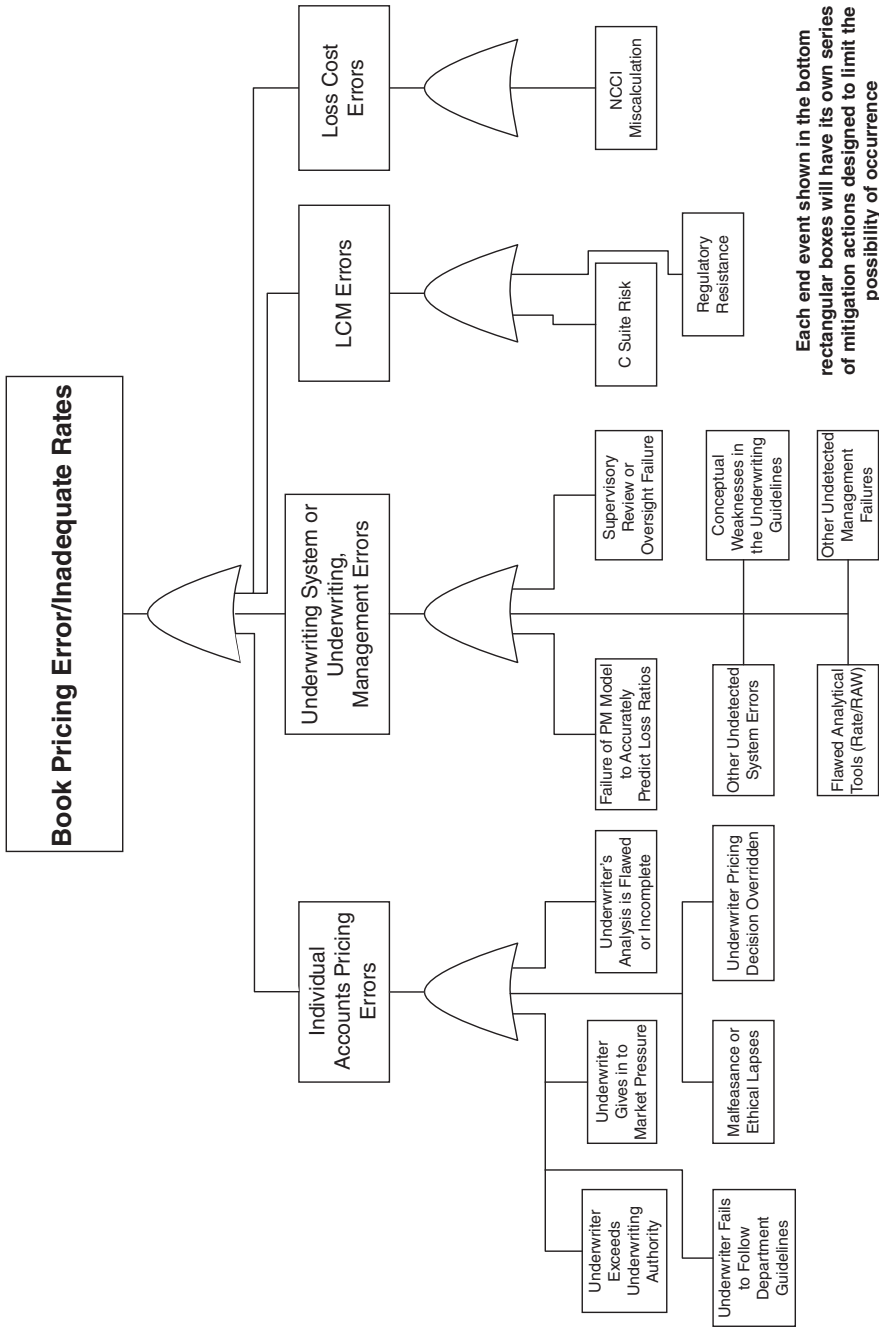 Book Pricing Error/Inadequate Rates
Individual
Accounts Pricing
Errors
Underwriting System or
Underwriting,
Management Errors
LCM Errors
Loss Cost
Errors
Underwriter
Exceeds
Underwriting
Authority
Underwriter
Gives in to
Market Pressure
Underwriter's
Analysis is Flawed
or Incomplete
Underwriter Fails
to Follow
Department
Guidelines
Malfeasance or
Ethical Lapses
Underwriter Pricing
Decision Overridden
Failure of PM Model
to Accurately
Predict Loss Ratios
Supervisory
Review or
Oversight Failure
Other Undetected
System Errors
Conceptual
Weaknesses in
the Underwriting
Guidelines
Flawed Analytical
Tools (Rate/RAW)
Other Undetected
Management
Failures
C Suite Risk
Regulatory
Resistance
NCCI
Miscalculation
Each end event shown in the bottom
rectangular boxes will have its own series
of mitigation actions designed to limit the
possibility of occurrence